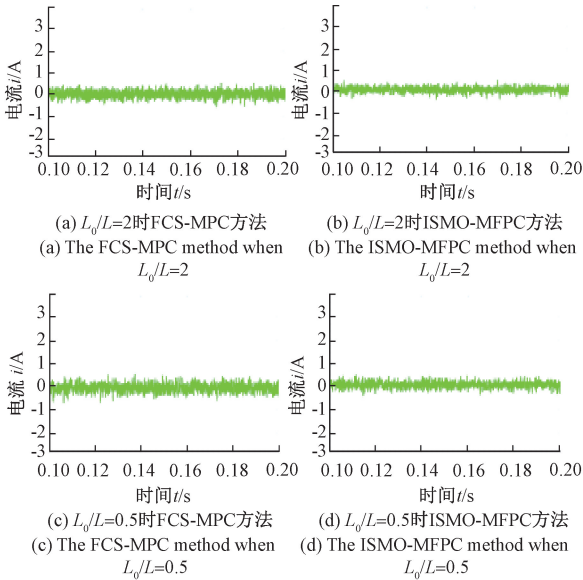 3
2
1
0
-1
-2
-3
电流i/A
0.10 0.12 0.14 0.16 0.18 0.20
时间t/s
(a) L₀/L=2时FCS-MPC方法
(a) The FCS-MPC method when
L₀/L=2
3
2
1
0
-1
-2
-3
电流i/A
0.10 0.12 0.14 0.16 0.18 0.20
时间t/s
(b) L₀/L=2时ISMO-MFPC方法
(b) The ISMO-MFPC method when
L₀/L=2
3
2
1
0
-1
-2
-3
电流i/A
0.10 0.12 0.14 0.16 0.18 0.20
时间t/s
(c) L₀/L=0.5时FCS-MPC方法
(c) The FCS-MPC method when
L₀/L=0.5
3
2
1
0
-1
-2
-3
电流i/A
0.10 0.12 0.14 0.16 0.18 0.20
时间t/s
(d) L₀/L=0.5时ISMO-MFPC方法
(d) The ISMO-MFPC method when
L₀/L=0.5